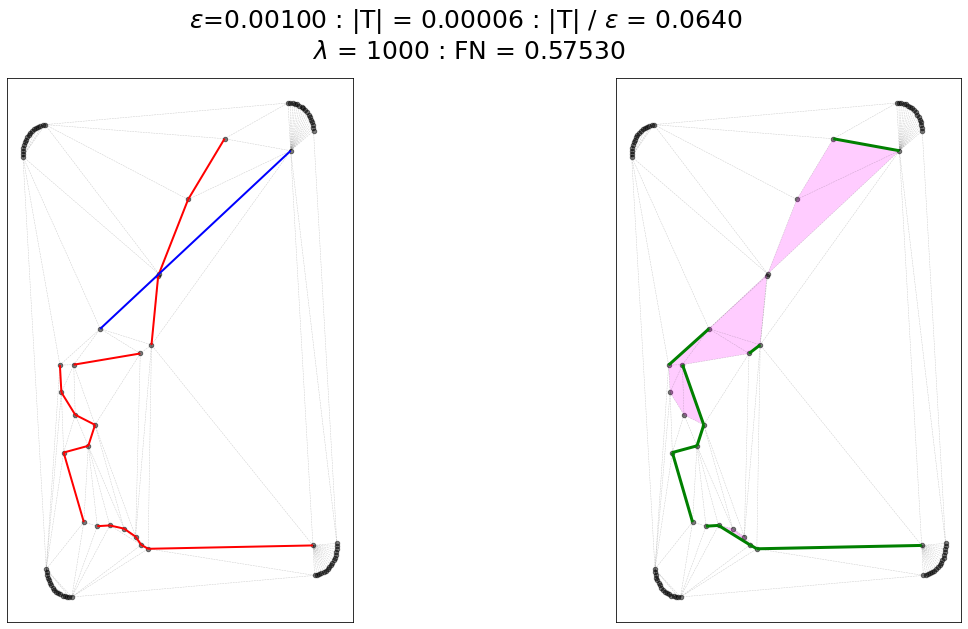 ε=0.00100 : |T| = 0.00006 : |T| / ε = 0.0640
λ = 1000 : FN = 0.57530